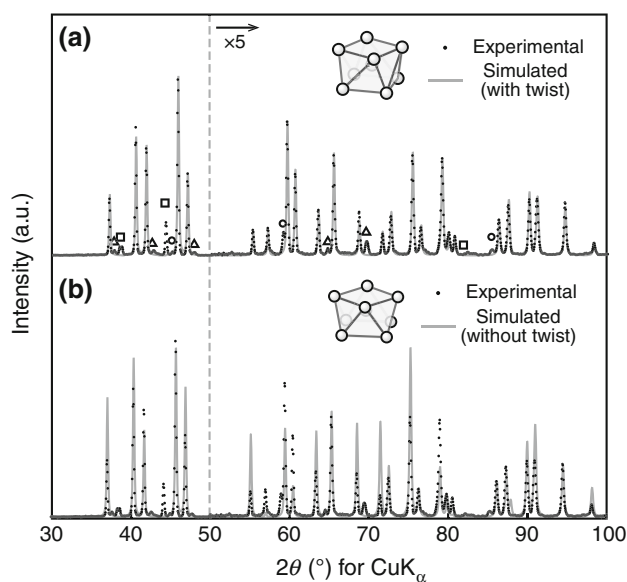 (a)
×5
Experimental
Simulated
(with twist)
(b)
Experimental
Simulated
(without twist)
Intensity (a.u.)
30 40 50 60 70 80 90 100
2θ (°) for CuKα